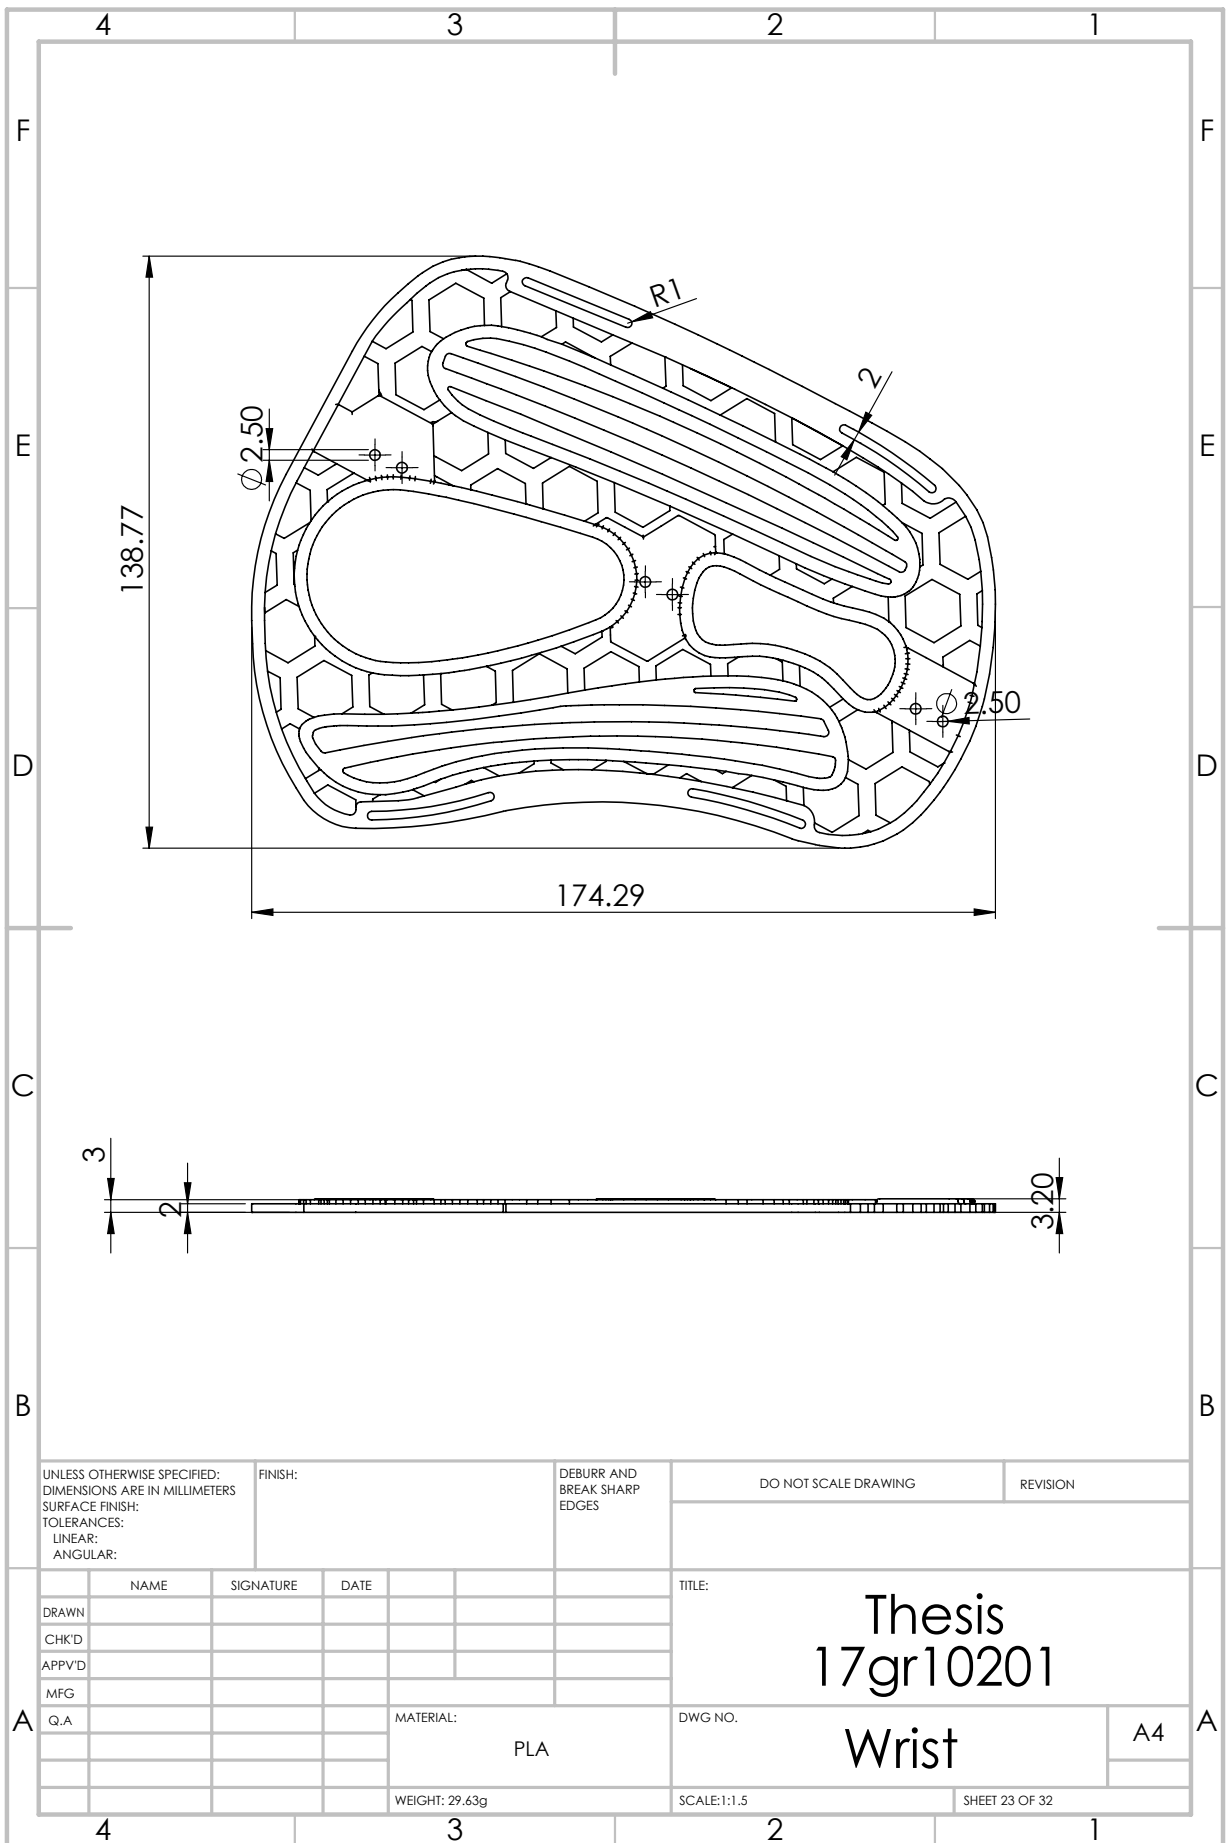 4 3 2 1
F F
R1
2
∅ 2.50
E E
138.77
∅ 2.50
D D
174.29
C C
3
2
3.20
B B
UNLESS OTHERWISE SPECIFIED:
DIMENSIONS ARE IN MILLIMETERS
SURFACE FINISH:
TOLERANCES:
LINEAR:
ANGULAR:
FINISH:
DEBURR AND
BREAK SHARP
EDGES
DO NOT SCALE DRAWING
REVISION
NAME SIGNATURE DATE
DRAWN
CHK'D
APPV'D
MFG
Q.A
TITLE:
Thesis
17gr10201
A A
MATERIAL:
PLA
DWG NO.
Wrist
A4
WEIGHT: 29.63g
SCALE:1:1.5
SHEET 23 OF 32
4 3 2 1